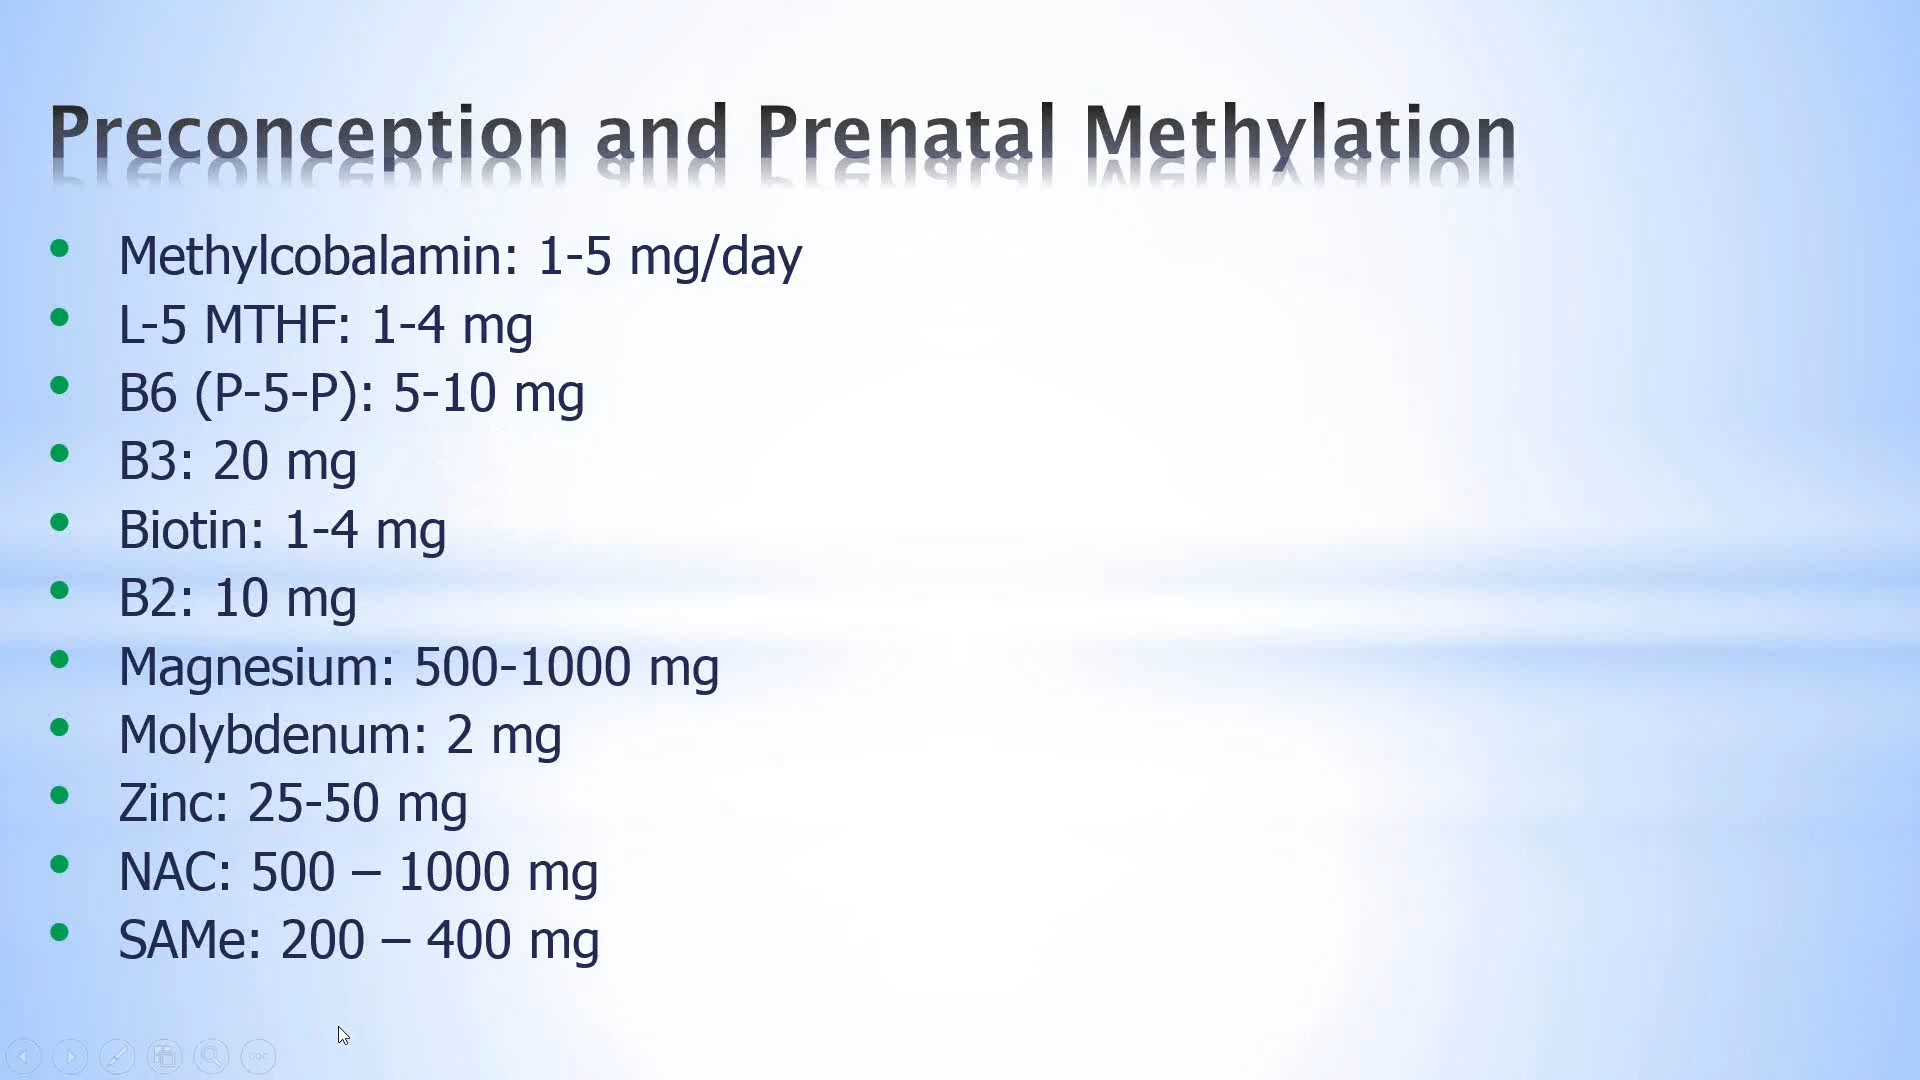 Preconception and Prenatal Methylation
• Methylcobalamin: 1-5 mg/day
• L-5 MTHF: 1-4 mg
• B6 (P-5-P): 5-10 mg
• B3: 20 mg
• Biotin: 1-4 mg
• B2: 10 mg
• Magnesium: 500-1000 mg
• Molybdenum: 2 mg
• Zinc: 25-50 mg
• NAC: 500 – 1000 mg
• SAMe: 200 – 400 mg